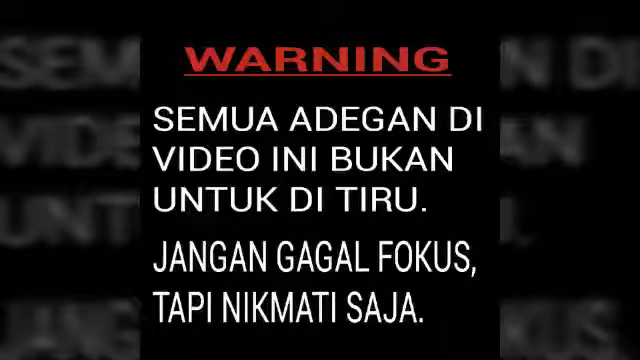 WARNING
SEMUA ADEGAN DI
VIDEO INI BUKAN
UNTUK DI TIRU.
JANGAN GAGAL FOKUS,
TAPI NIKMATI SAJA.